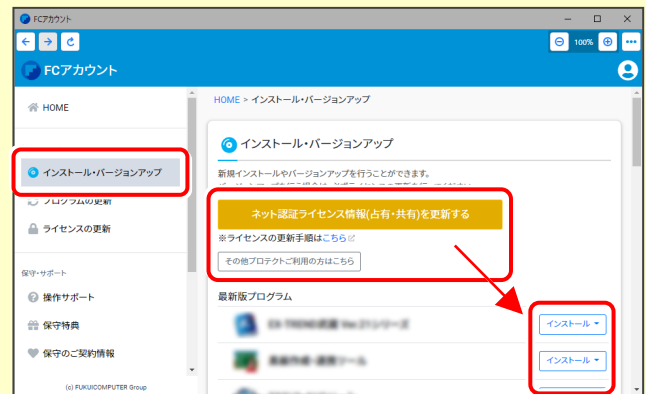 FCアカウント
100%
FCアカウント
HOME
インストール・バージョンアップ
プログラムの更新
ライセンスの更新
保守・サポート
操作サポート
保守特典
保守のご契約情報
(c) FUKUICOMPUTER Group
HOME > インストール・バージョンアップ
インストール・バージョンアップ
新規インストールやバージョンアップを行うことができます。
ネット認証ライセンス情報(占有・共有)を更新する
※ライセンスの更新手順はこちら
その他プロテクトご利用の方はこちら
最新版プログラム
インストール
インストール